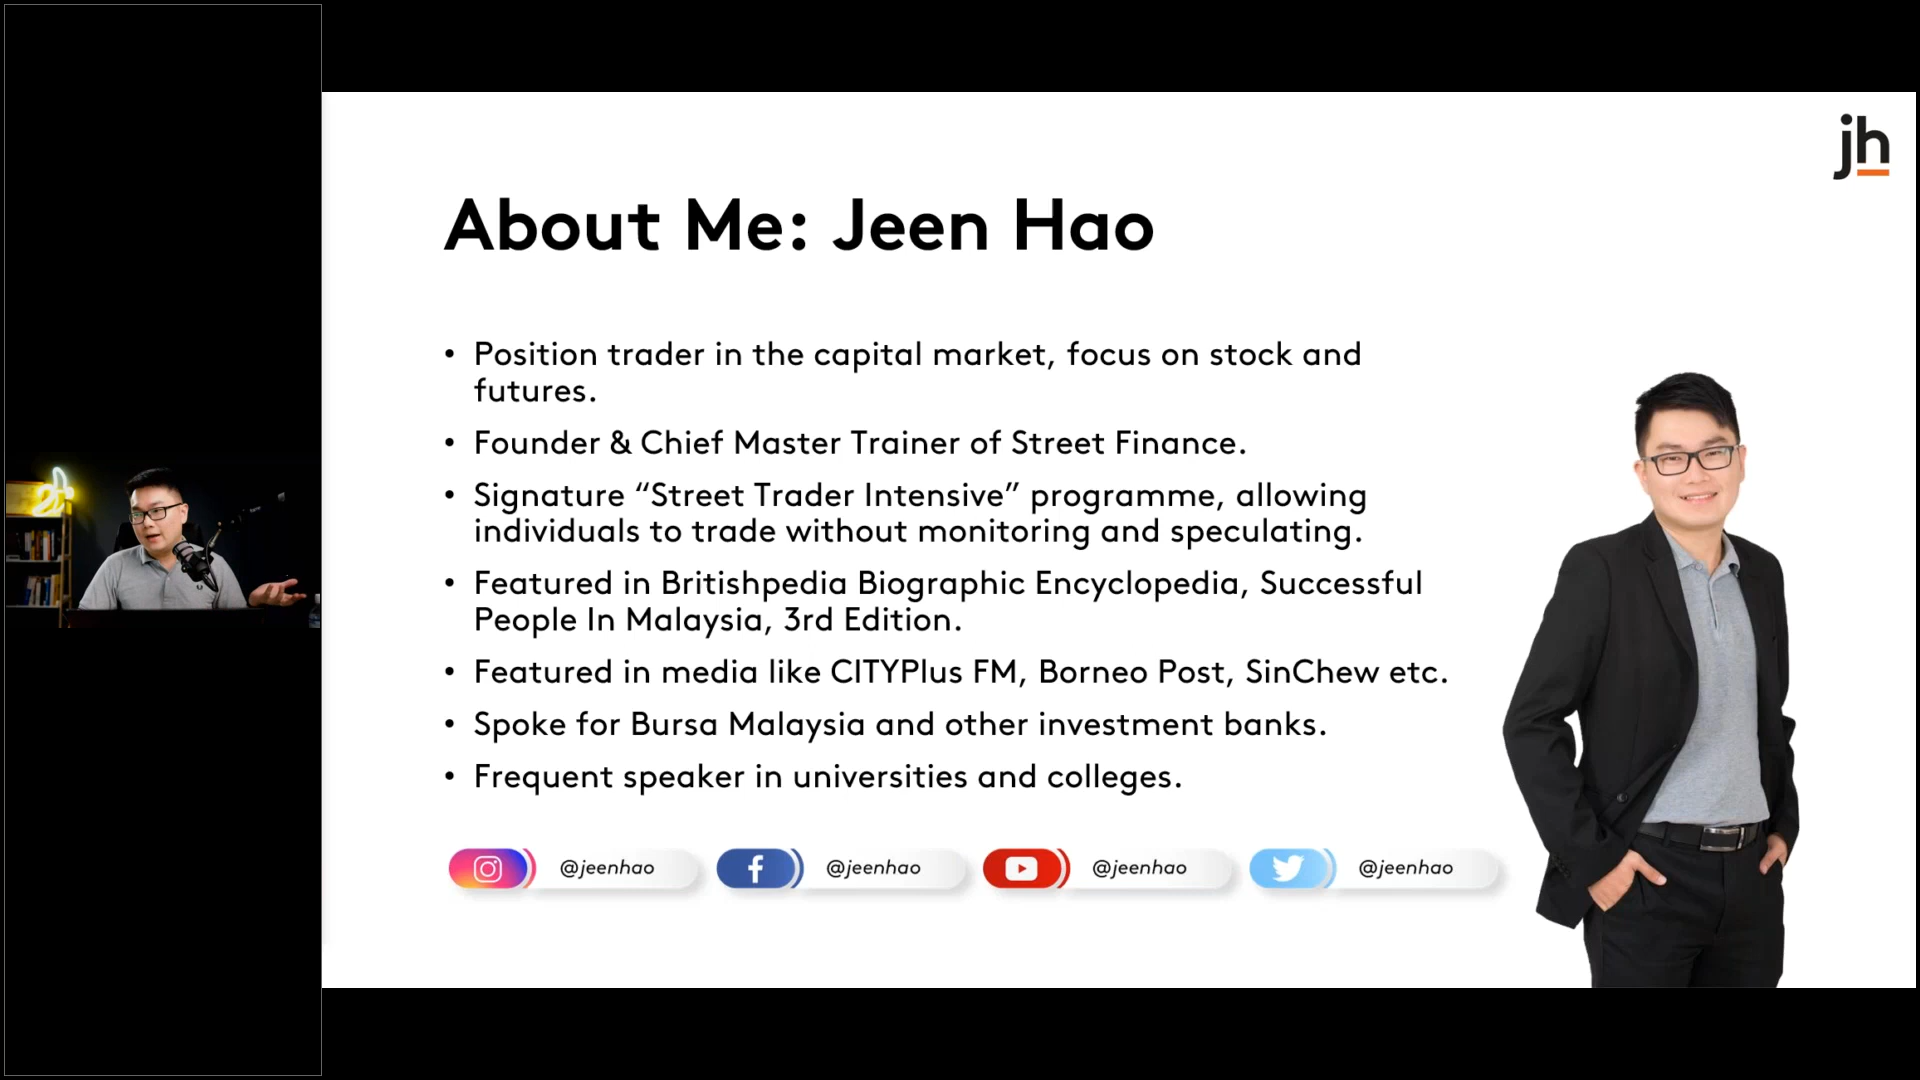 jh
About Me: Jeen Hao
• Position trader in the capital market, focus on stock and
futures.
• Founder & Chief Master Trainer of Street Finance.
• Signature “Street Trader Intensive” programme, allowing
individuals to trade without monitoring and speculating.
• Featured in Britishpedia Biographic Encyclopedia, Successful
People In Malaysia, 3rd Edition.
• Featured in media like CITYPlus FM, Borneo Post, SinChew etc.
• Spoke for Bursa Malaysia and other investment banks.
• Frequent speaker in universities and colleges.
@jeenhao @jeenhao @jeenhao @jeenhao